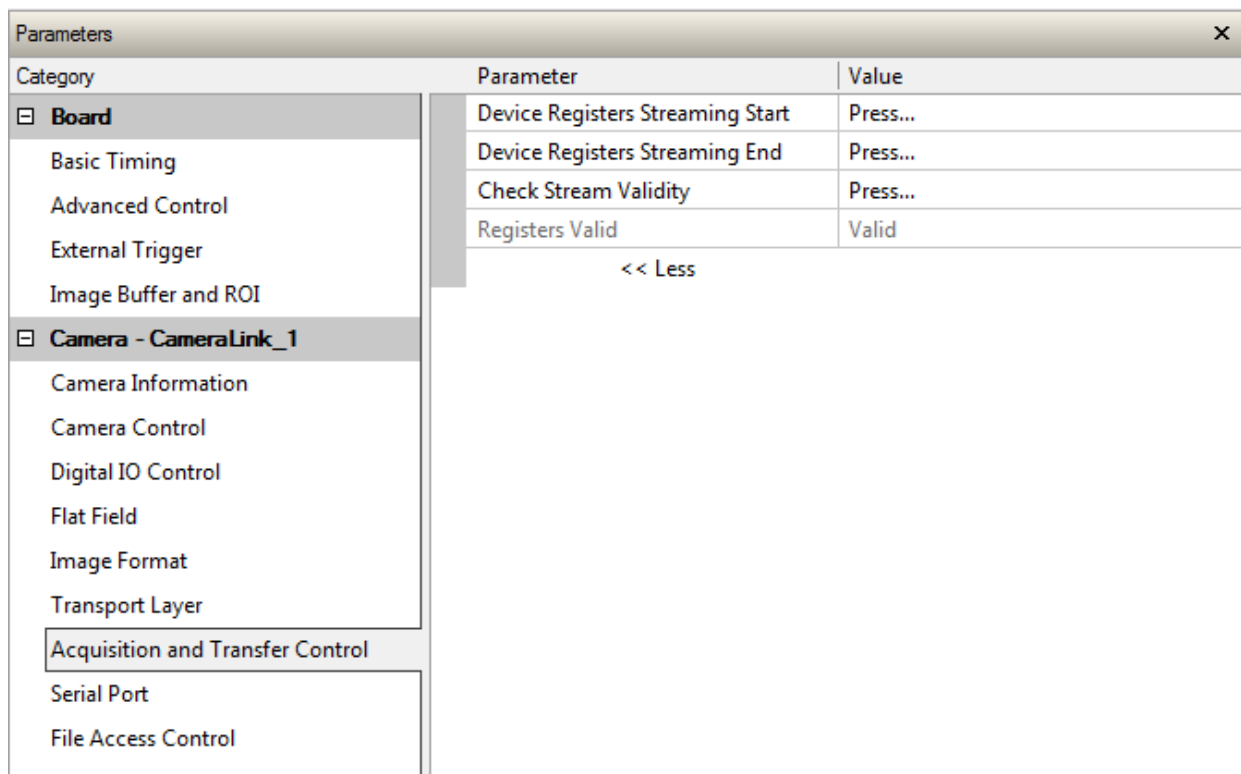 Parameters
Category
Board
Basic Timing
Advanced Control
External Trigger
Image Buffer and ROI
Camera - CameraLink_1
Camera Information
Camera Control
Digital IO Control
Flat Field
Image Format
Transport Layer
Acquisition and Transfer Control
Serial Port
File Access Control
Parameter Value
Device Registers Streaming Start Press...
Device Registers Streaming End Press...
Check Stream Validity Press...
Registers Valid Valid
<< Less